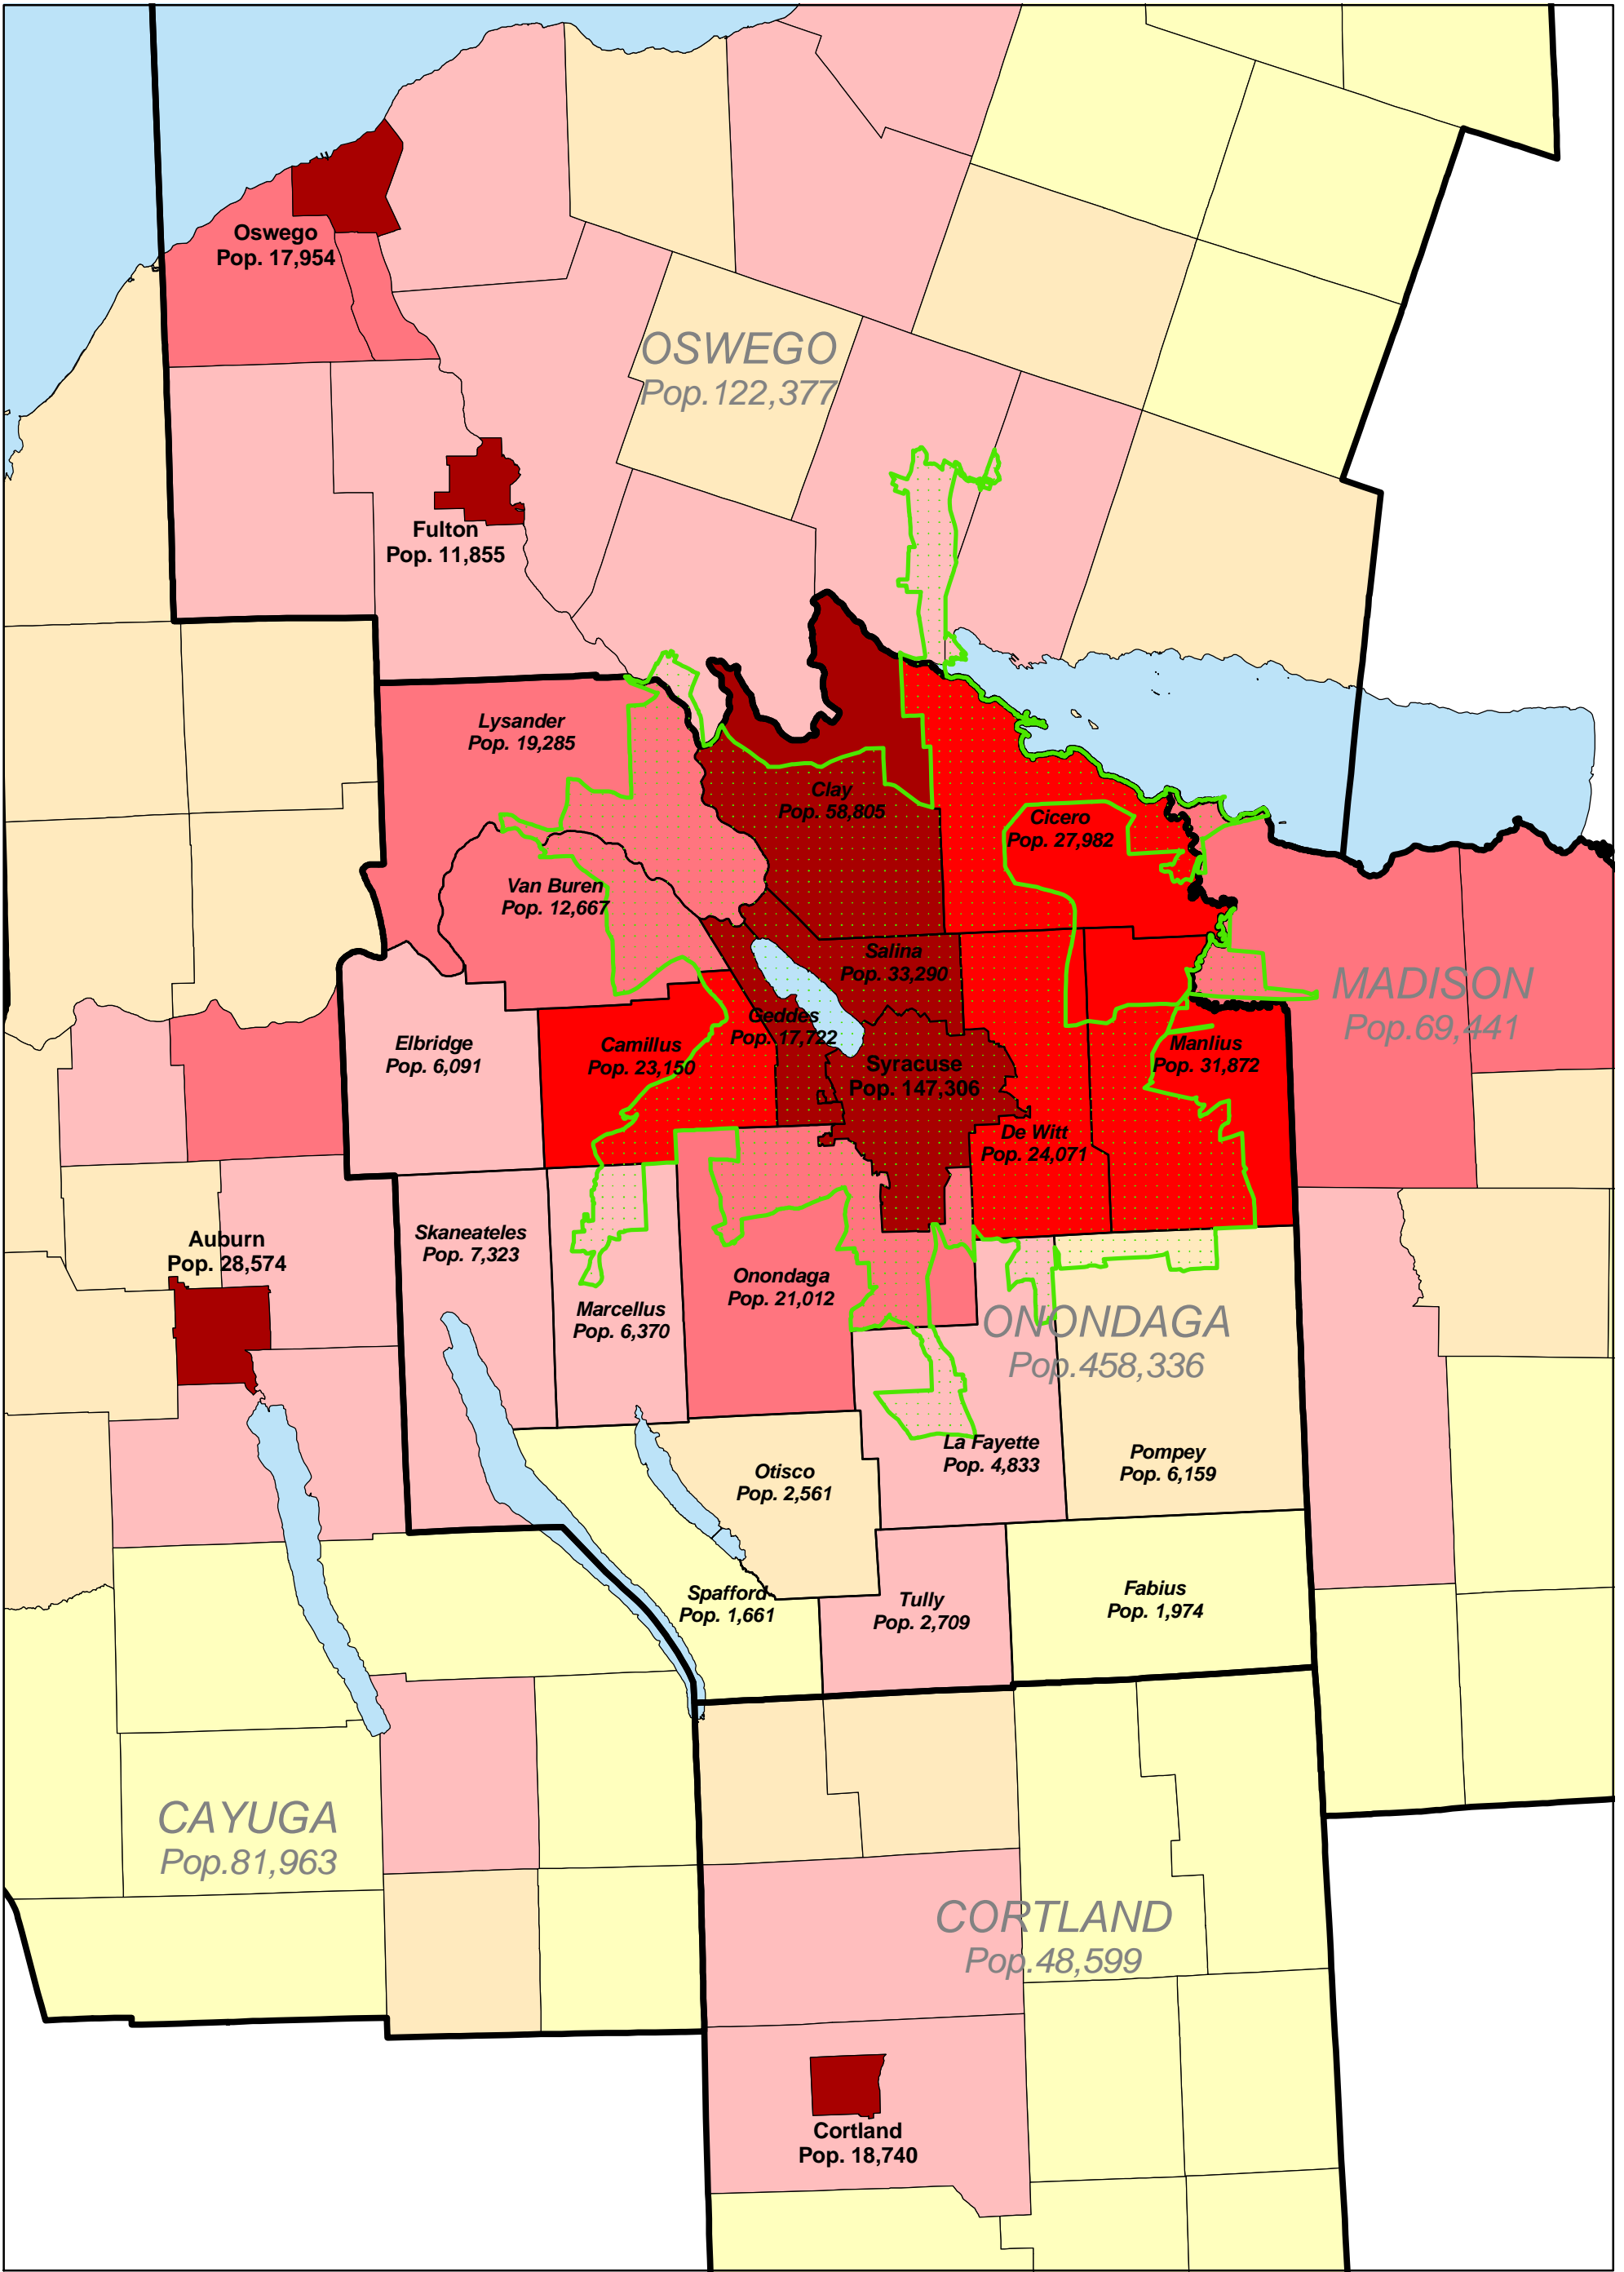 Oswego
Pop. 17,954
OSWEGO
Pop.122,377
Fulton
Pop. 11,855
Lysander
Pop. 19,285
Clay
Pop. 58,805
Cicero
Pop. 27,982
Van Buren
Pop. 12,667
Salina
Pop. 33,290
MADISON
Pop.69,441
Geddes
Pop. 17,722
Elbridge
Pop. 6,091
Camillus
Pop. 23,150
Manlius
Pop. 31,872
Syracuse
Pop. 147,306
De Witt
Pop. 24,071
Auburn
Pop. 28,574
Skaneateles
Pop. 7,323
Onondaga
Pop. 21,012
Marcellus
Pop. 6,370
ONONDAGA
Pop.458,336
La Fayette
Pop. 4,833
Pompey
Pop. 6,159
Otisco
Pop. 2,561
Spafford
Pop. 1,661
Tully
Pop. 2,709
Fabius
Pop. 1,974
CAYUGA
Pop.81,963
CORTLAND
Pop.48,599
Cortland
Pop. 18,740